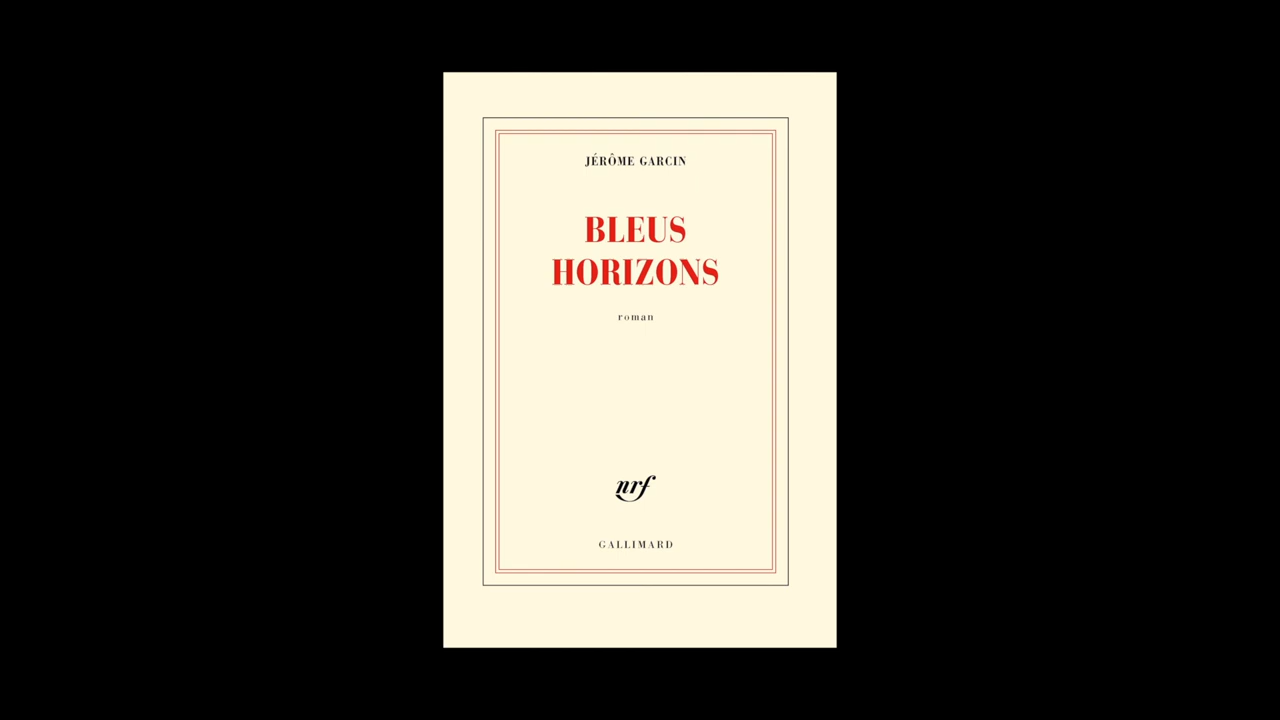 JÉRÔME GARCIN
BLEUS
HORIZONS
roman
nrf
GALLIMARD